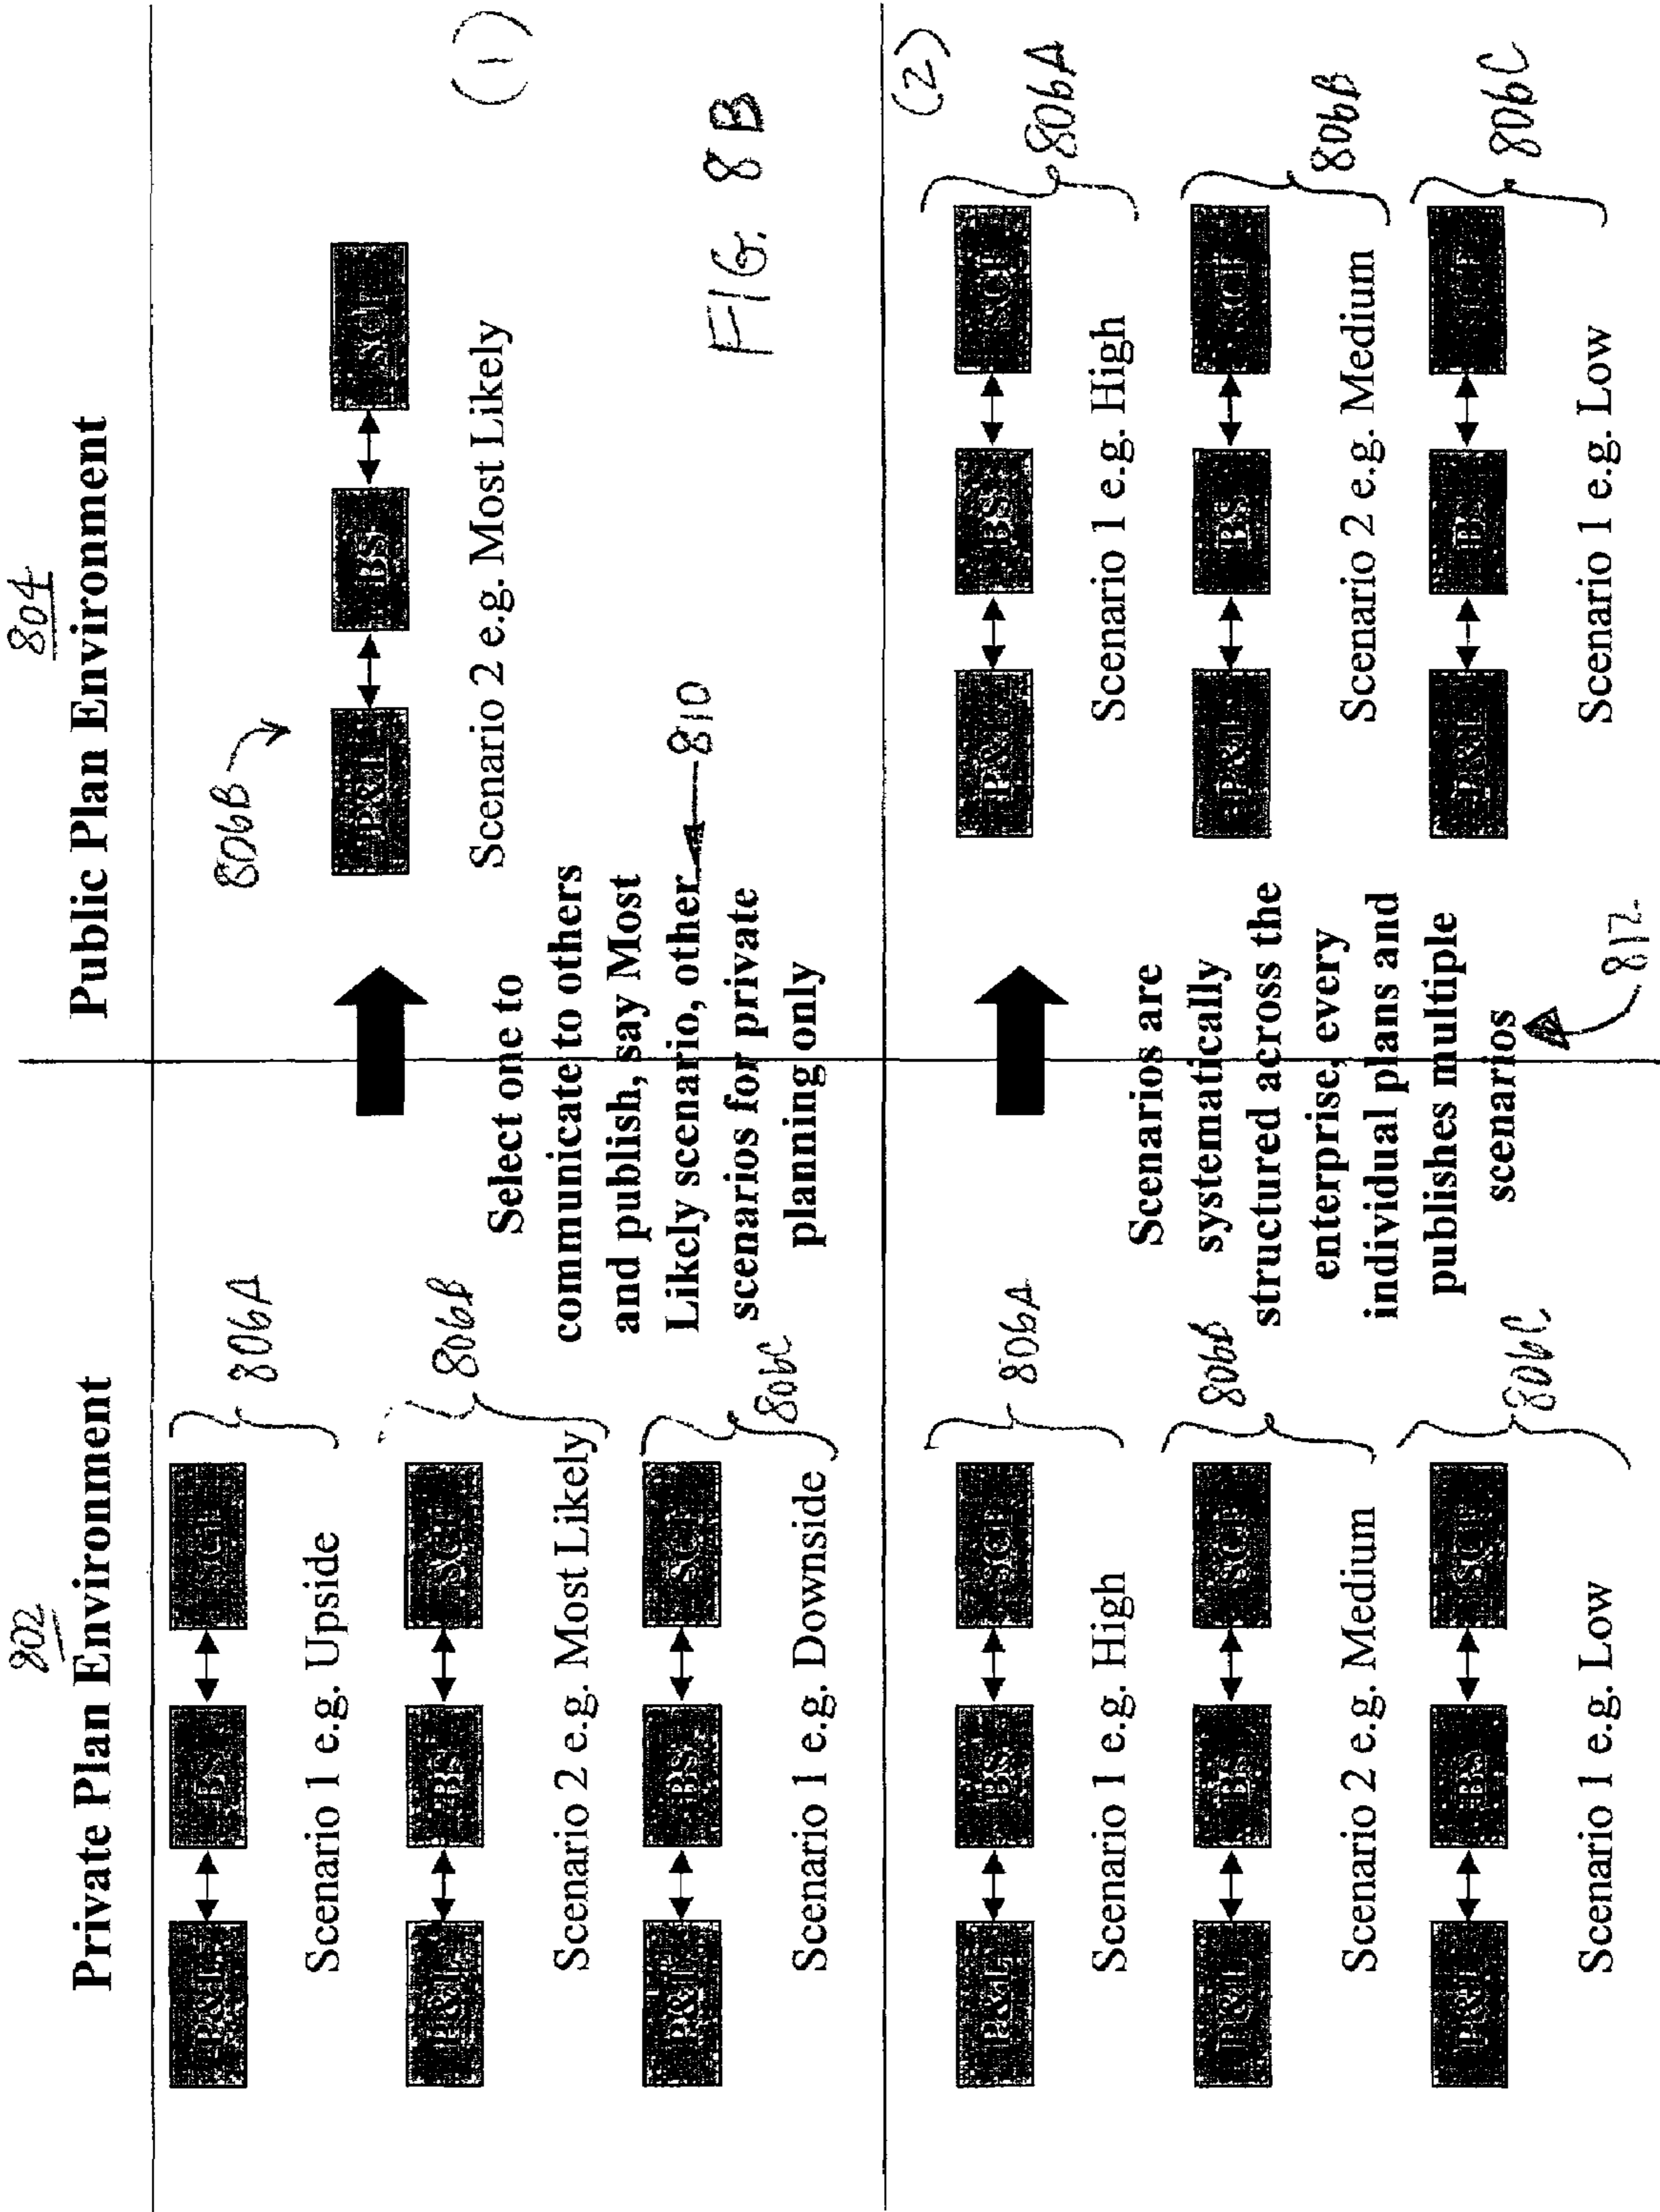 802
Private Plan Environment
804
Public Plan Environment
P&L BS SCF
806A
Scenario 1 e.g. Upside
P&L BS SCF
806B
Scenario 2 e.g. Most Likely
P&L BS SCF
806C
Scenario 1 e.g. Downside
Select one to
communicate to others
and publish, say Most
Likely scenario, other
scenarios for private
planning only
810
806B
P&L BS SCF
Scenario 2 e.g. Most Likely
(1)
FIG. 8B
P&L BS SCF
806A
Scenario 1 e.g. High
P&L BS SCF
806B
Scenario 2 e.g. Medium
P&L BS SCF
806C
Scenario 1 e.g. Low
Scenarios are
systematically
structured across the
enterprise, every
individual plans and
publishes multiple
scenarios
812
(2)
P&L BS SCF
806A
Scenario 1 e.g. High
P&L BS SCF
806B
Scenario 2 e.g. Medium
P&L B
806C
Scenario 1 e.g. Low